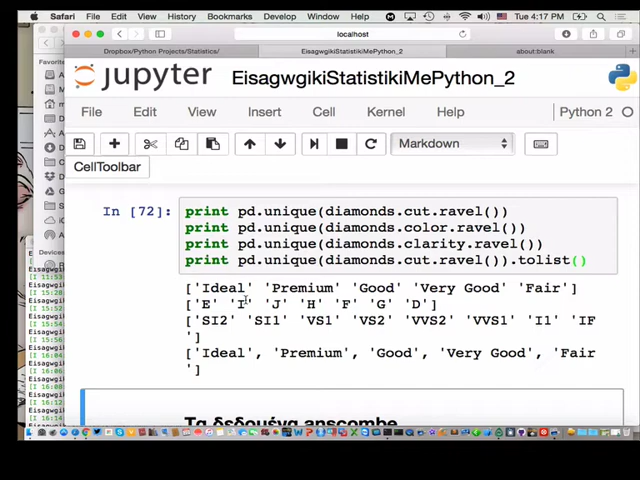 Safari File Edit View History Bookmarks Develop Window Help Tue 4:17 PM
localhost
Dropbox/Python Projects/Statistics/ EisagwgikiStatistikiMePython_2 about:blank
Favorites
jupyter EisagwgikiStatistikiMePython_2
File Edit View Insert Cell Kernel Help Python 2
Markdown
CellToolbar
In [72]: print pd.unique(diamonds.cut.ravel())
print pd.unique(diamonds.color.ravel())
print pd.unique(diamonds.clarity.ravel())
print pd.unique(diamonds.cut.ravel()).tolist()
['Ideal' 'Premium' 'Good' 'Very Good' 'Fair']
['E' 'I' 'J' 'H' 'F' 'G' 'D']
['SI2' 'SI1' 'VS1' 'VS2' 'VVS2' 'VVS1' 'I1' 'IF
']
['Ideal', 'Premium', 'Good', 'Very Good', 'Fair
']
Τα δεδομένα anscombe